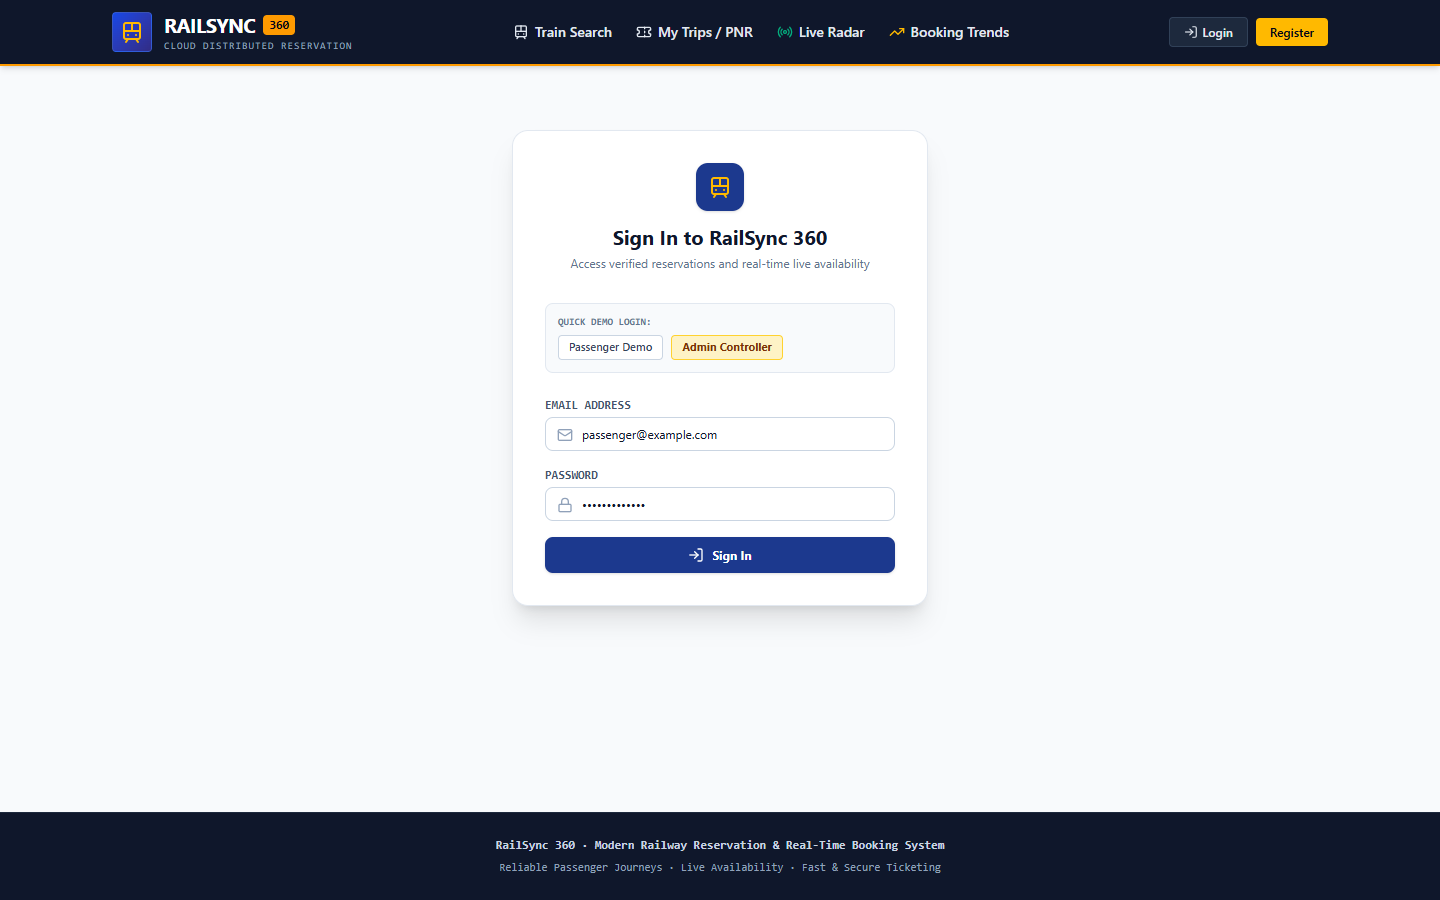 RAILSYNC 360
CLOUD DISTRIBUTED RESERVATION
Train Search
My Trips / PNR
Live Radar
Booking Trends
Login
Register
Sign In to RailSync 360
Access verified reservations and real-time live availability
QUICK DEMO LOGIN:
Passenger Demo
Admin Controller
EMAIL ADDRESS
passenger@example.com
PASSWORD
•••••••••••••
Sign In
RailSync 360 · Modern Railway Reservation & Real-Time Booking System
Reliable Passenger Journeys · Live Availability · Fast & Secure Ticketing